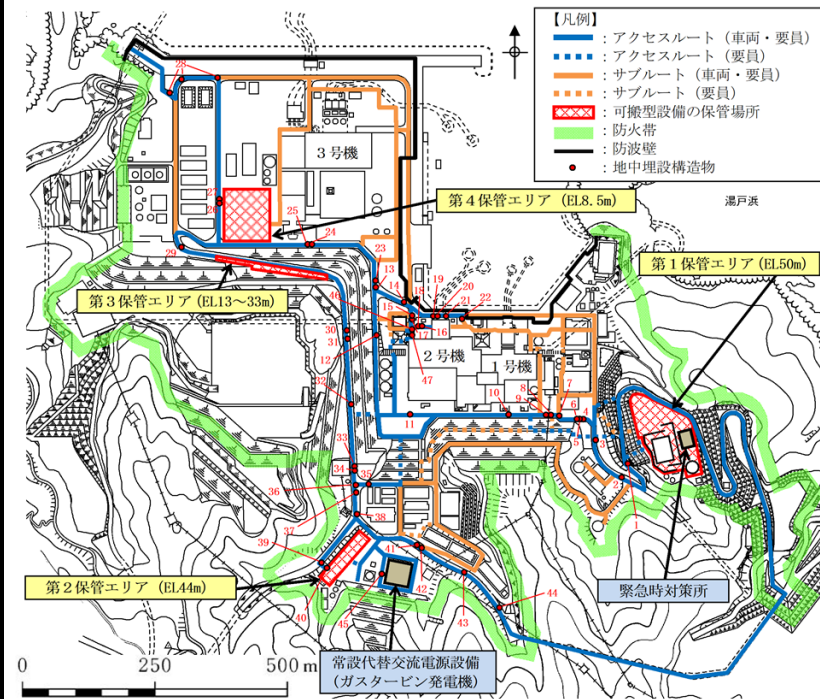 【凡例】
：アクセスルート（車両・要員）
：アクセスルート（要員）
：サブルート（車両・要員）
：サブルート（要員）
：可搬型設備の保管場所
：防火帯
：防波壁
：地中埋設構造物
28
3号機
湯戸浜
第４保管エリア（EL8.5m）
27
26
25
24
第１保管エリア（EL50m）
29
23
13
第３保管エリア（EL13～33m）
14
18
19
20
46
15
21
22
30
31
12
17
16
47
2号機
1号機
32
8
7
9
6
10
4
11
5
3
33
34
2
35
36
1
37
38
39
41
第２保管エリア（EL44m）
42
緊急時対策所
40
45
43
44
常設代替交流電源設備
（ガスタービン発電機）
0
250
500 m